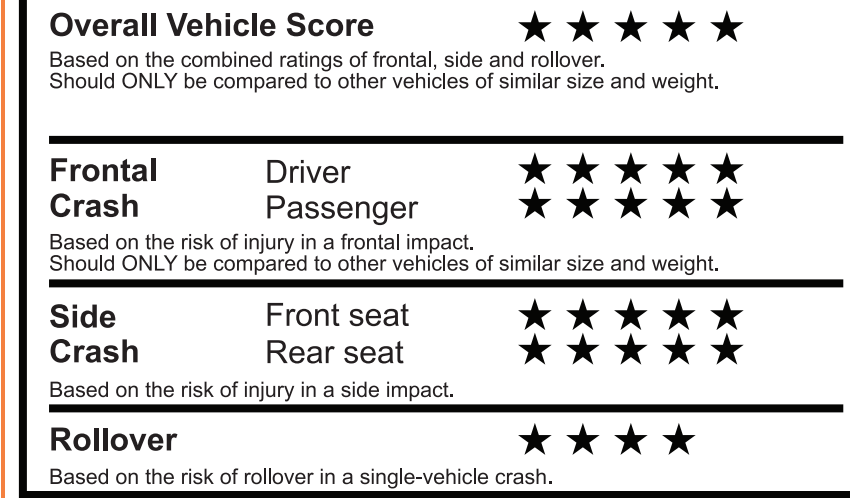 Overall Vehicle Score ★ ★ ★ ★ ★
Based on the combined ratings of frontal, side and rollover.
Should ONLY be compared to other vehicles of similar size and weight.
Frontal Driver ★ ★ ★ ★ ★
Crash Passenger ★ ★ ★ ★ ★
Based on the risk of injury in a frontal impact.
Should ONLY be compared to other vehicles of similar size and weight.
Side Front seat ★ ★ ★ ★ ★
Crash Rear seat ★ ★ ★ ★ ★
Based on the risk of injury in a side impact.
Rollover ★ ★ ★ ★
Based on the risk of rollover in a single-vehicle crash.